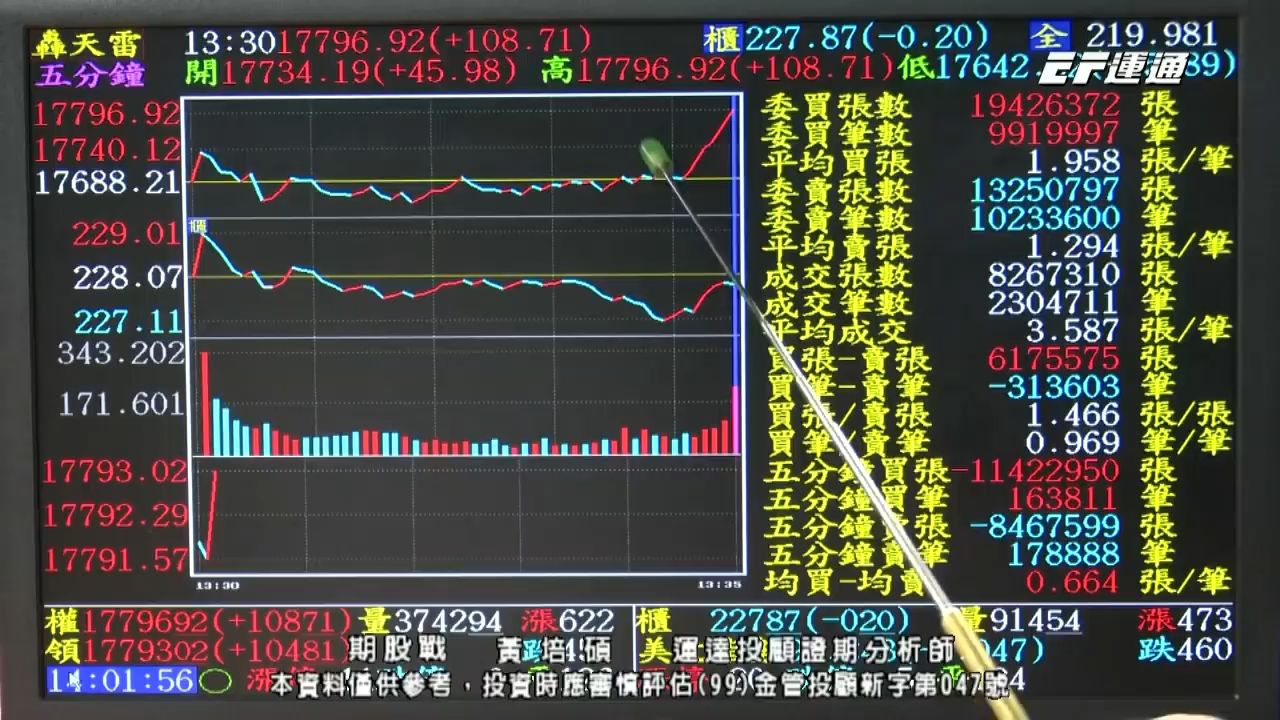 轟天雷 13:30 17796.92(+108.71) 櫃 227.87(-0.20) 全 219.981
五分鐘 開17734.19(+45.98) 高17796.92(+108.71) 低17642. 89)
EF運通
17796.92
17740.12
17688.21
229.01
228.07
227.11
343.202
171.601
17793.02
17792.29
17791.57
櫃
13:30 13:35
委買張數 19426372 張
委買筆數 9919997 筆
平均買張 1.958 張/筆
委賣張數 13250797 張
委賣筆數 10233600 筆
平均賣張 1.294 張/筆
成交張數 8267310 張
成交筆數 2304711 筆
平均成交 3.587 張/筆
買張-賣張 6175575 張
買筆-賣筆 -313603 筆
買張/賣張 1.466 張/張
買筆/賣筆 0.969 筆/筆
五分鐘買張 -11422950 張
五分鐘買筆 163811 筆
五分鐘賣張 -8467599 張
五分鐘賣筆 178888 筆
均買-均賣 0.664 張/筆
權1779692(+10871) 量374294 漲622 櫃 22787(-020) 量91454 漲473
領1779302(+10481) 美 047) 跌460
期股戰 黃培碩 運達投顧證期分析師
14:01:56
本資料僅供參考，投資時應審慎評估(99)金管投顧新字第047號